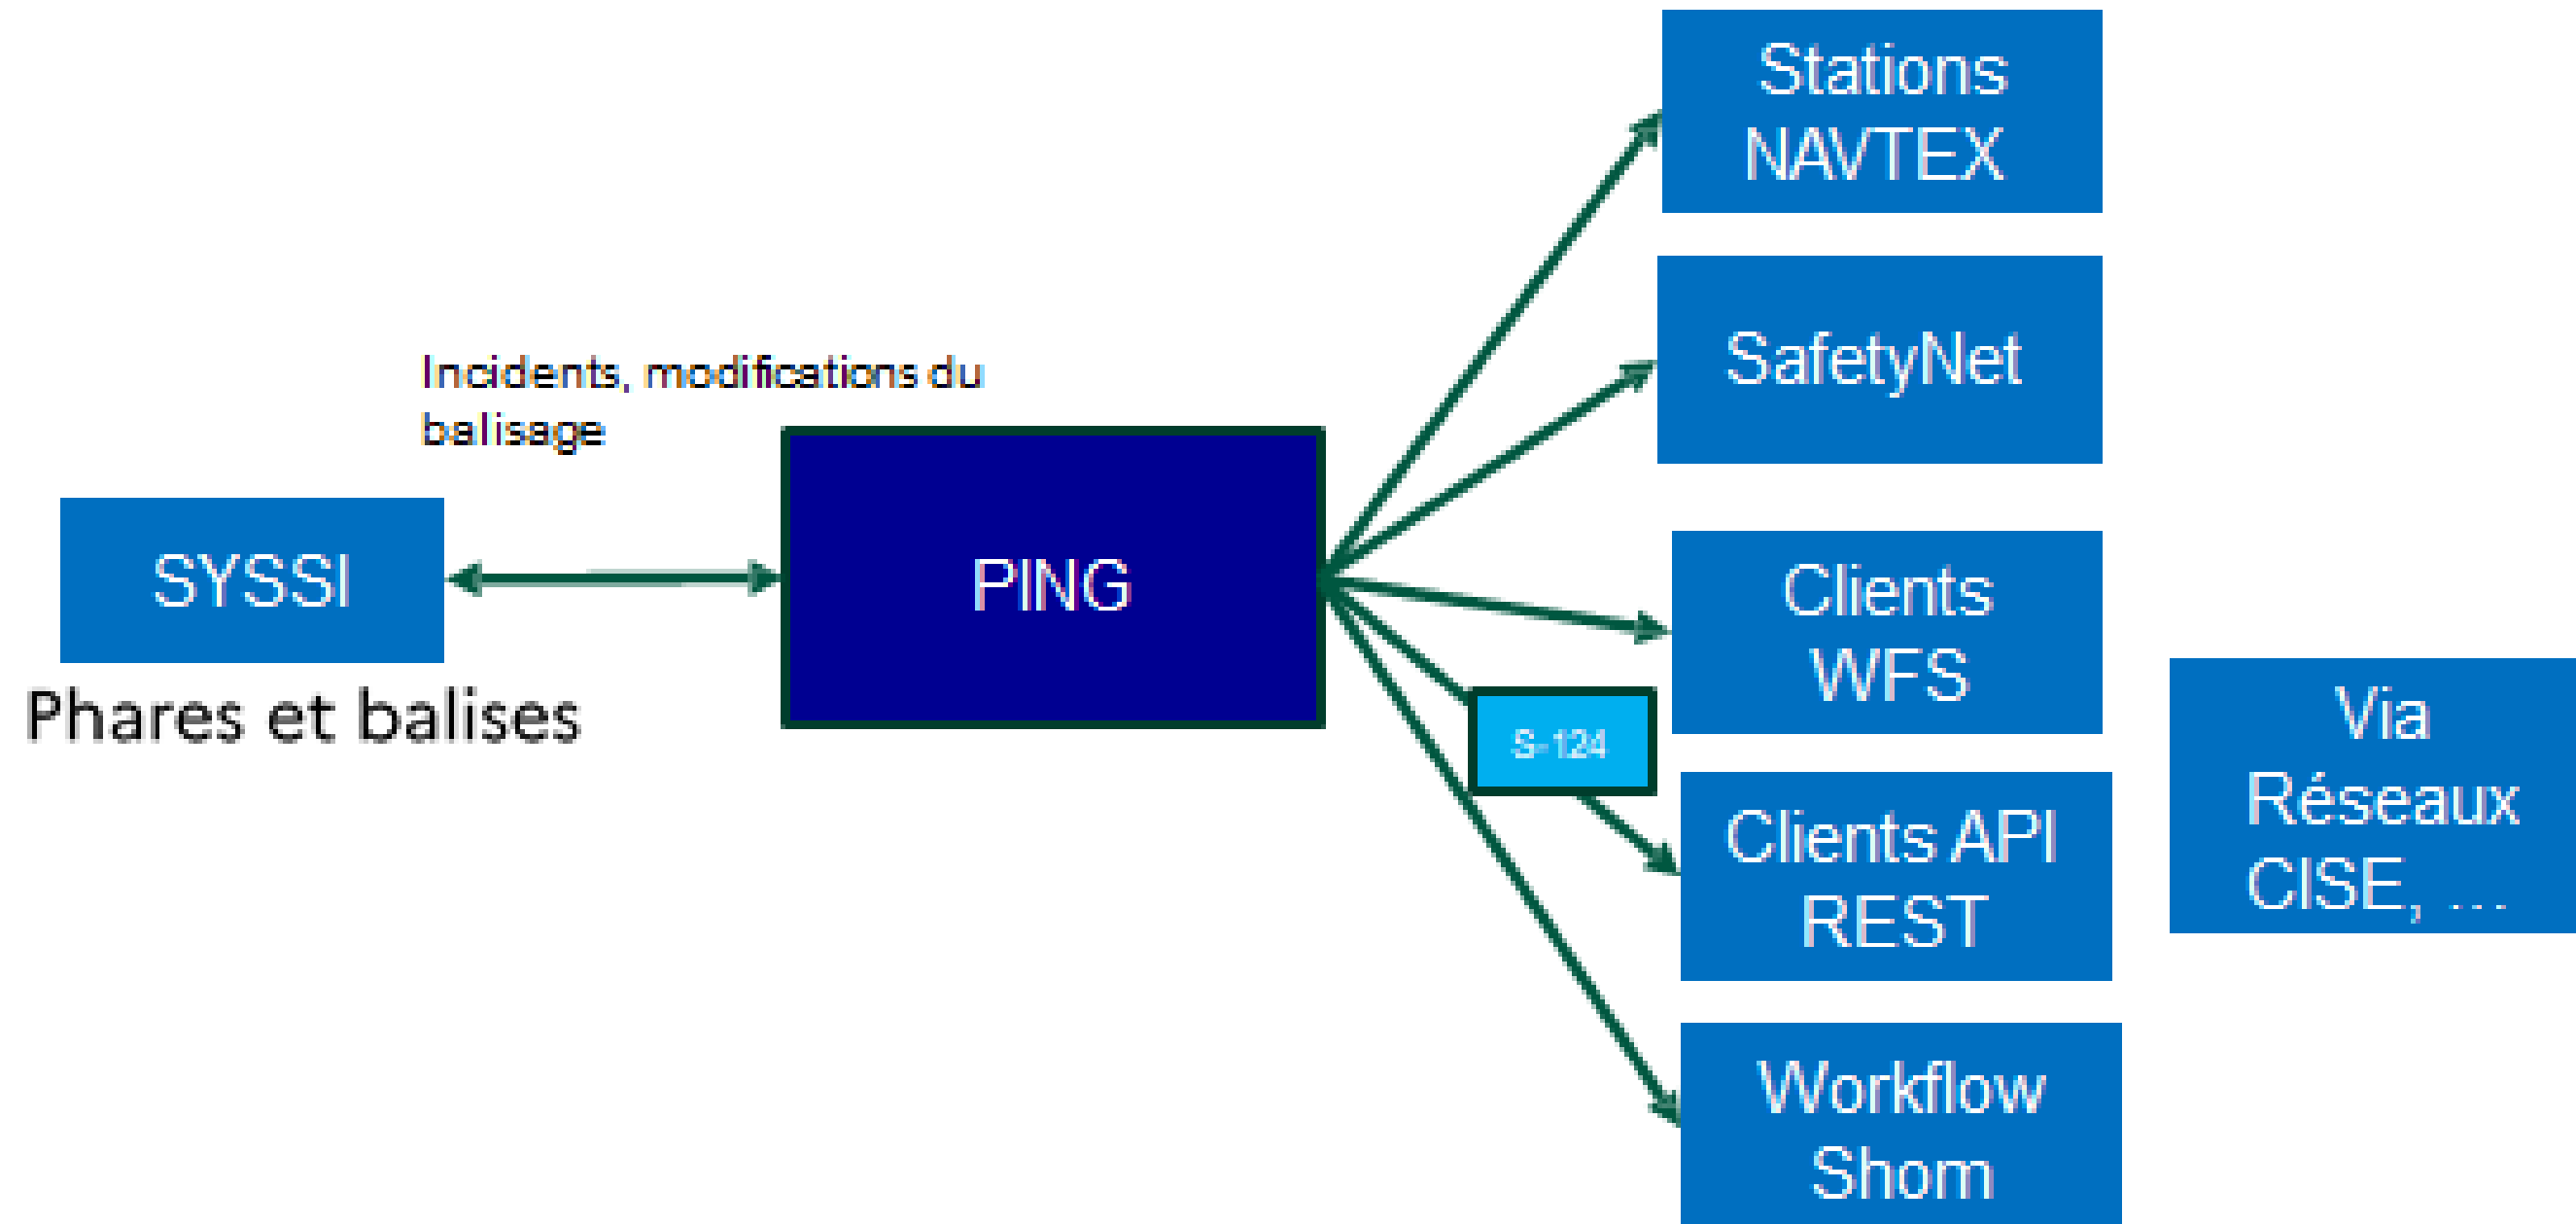 Incidents, modifications du
balisage
SYSSI
Phares et balises
PING
Stations
NAVTEX
SafetyNet
Clients
WFS
S-124
Clients API
REST
Workflow
Shom
Via
Réseaux
CISE, ...